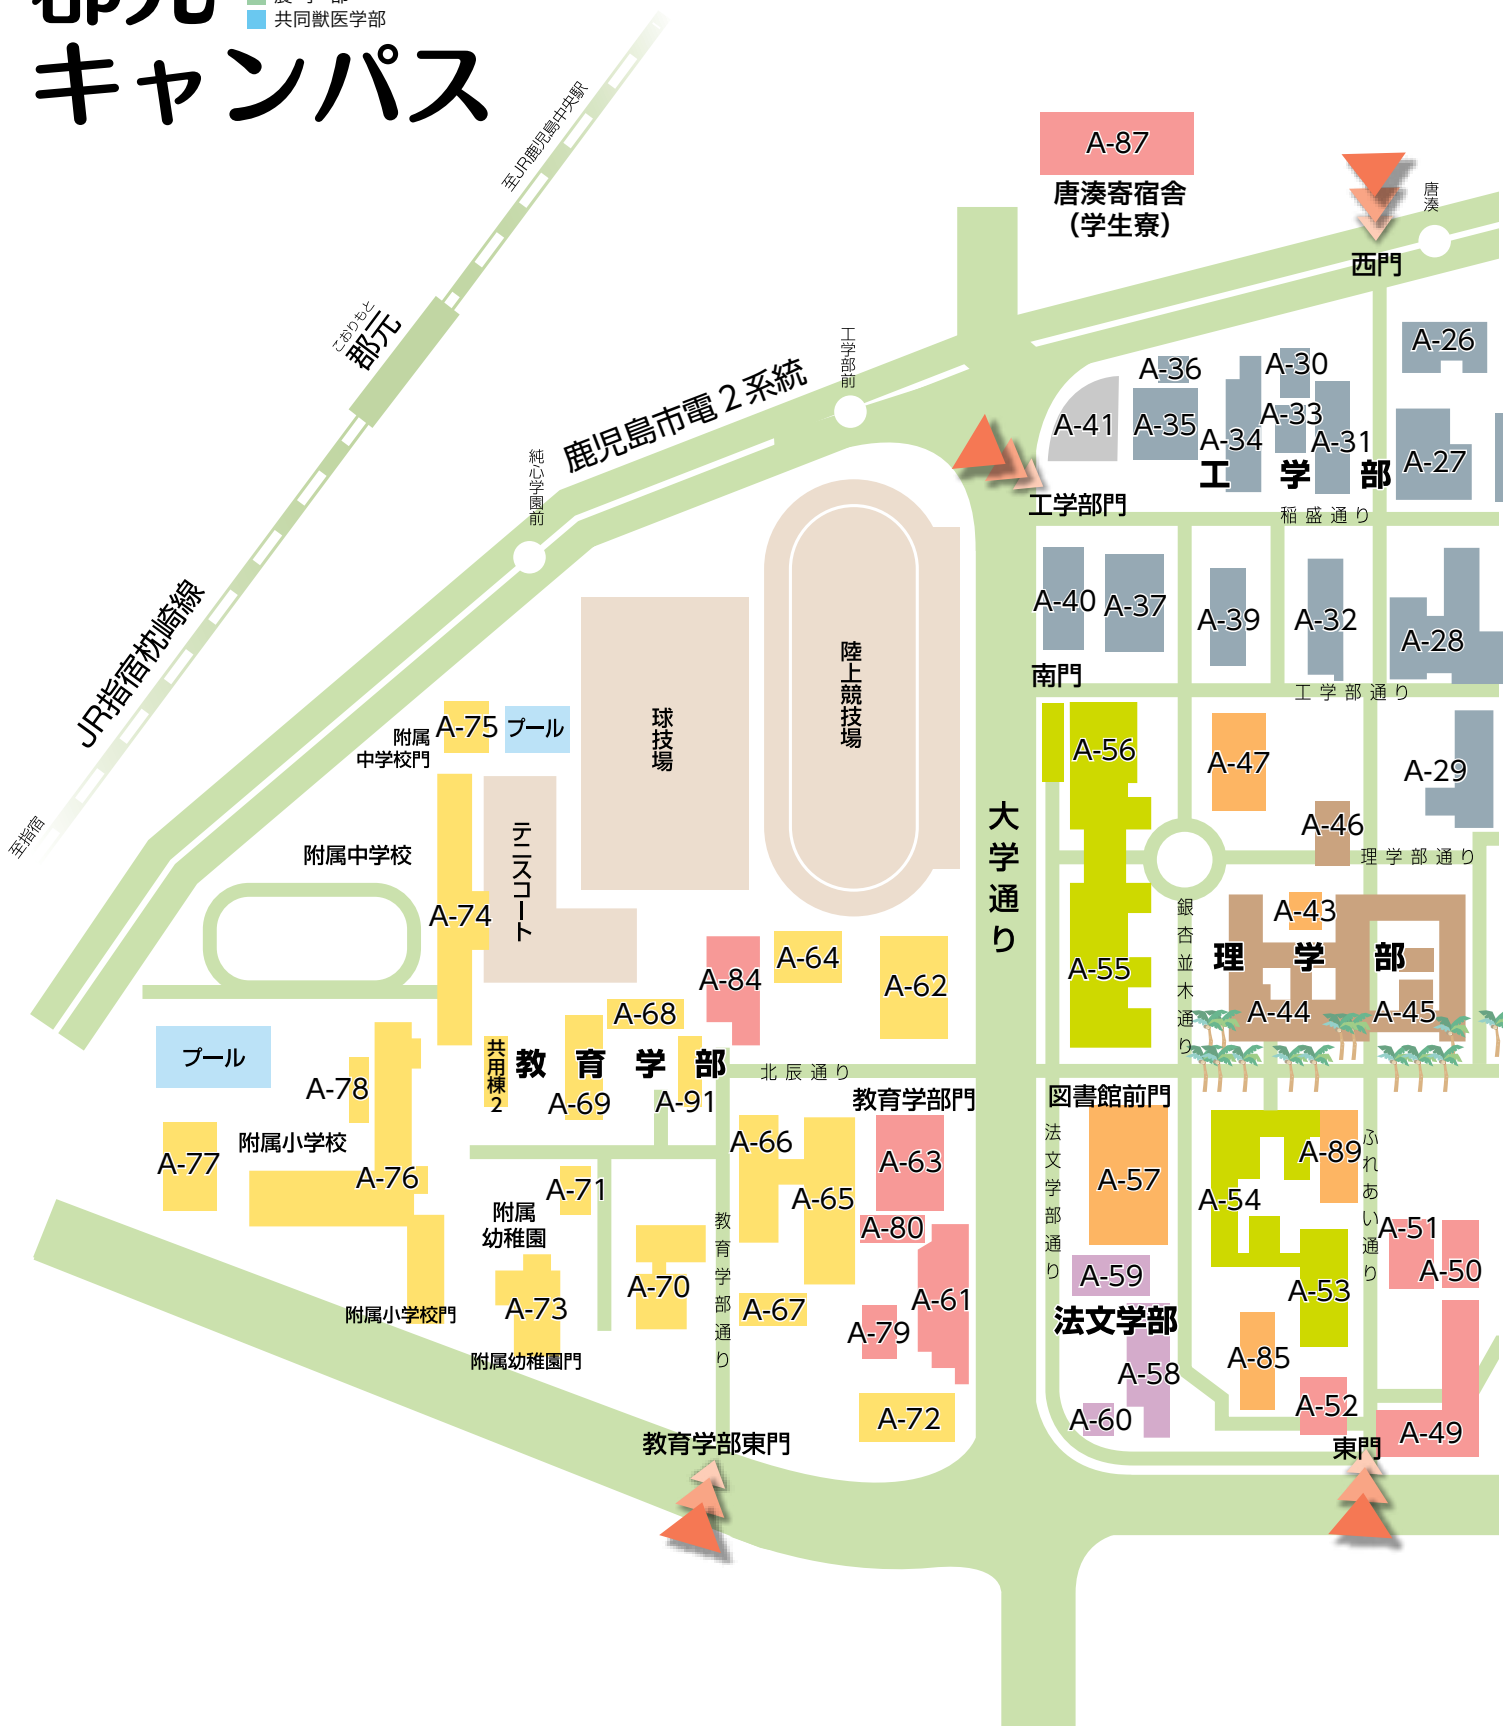 郡元
農学部
共同獣医学部
キャンパス
至JR鹿児島中央駅
A-87
唐湊寄宿舎
(学生寮)
唐湊
西門
こおりもと
郡元
工学部前
鹿児島市電2系統
純心学園前
A-26
A-36
A-30
A-41
A-35
A-33
A-34
A-31
A-27
工学部
工学部門
稲盛通り
JR指宿枕崎線
至指宿
A-40
A-37
A-39
A-32
A-28
南門
工学部通り
陸上競技場
球技場
A-75
プール
附属
中学校門
A-56
A-47
A-29
A-46
理学部通り
大学通り
テニスコート
附属中学校
A-74
A-43
銀杏並木通り
理学部
A-55
A-44
A-45
A-84
A-64
A-62
A-68
共用棟2
教育学部
北辰通り
プール
A-78
A-69
A-91
教育学部門
図書館前門
附属小学校
A-77
A-76
A-66
A-63
A-65
A-57
A-89
A-54
法文学部通り
ふれあい通り
A-71
附属
幼稚園
A-80
A-51
A-50
教育学部通り
A-59
A-53
A-70
A-73
A-67
A-61
附属小学校門
A-79
法文学部
附属幼稚園門
A-58
A-85
A-72
A-60
A-52
A-49
教育学部東門
東門